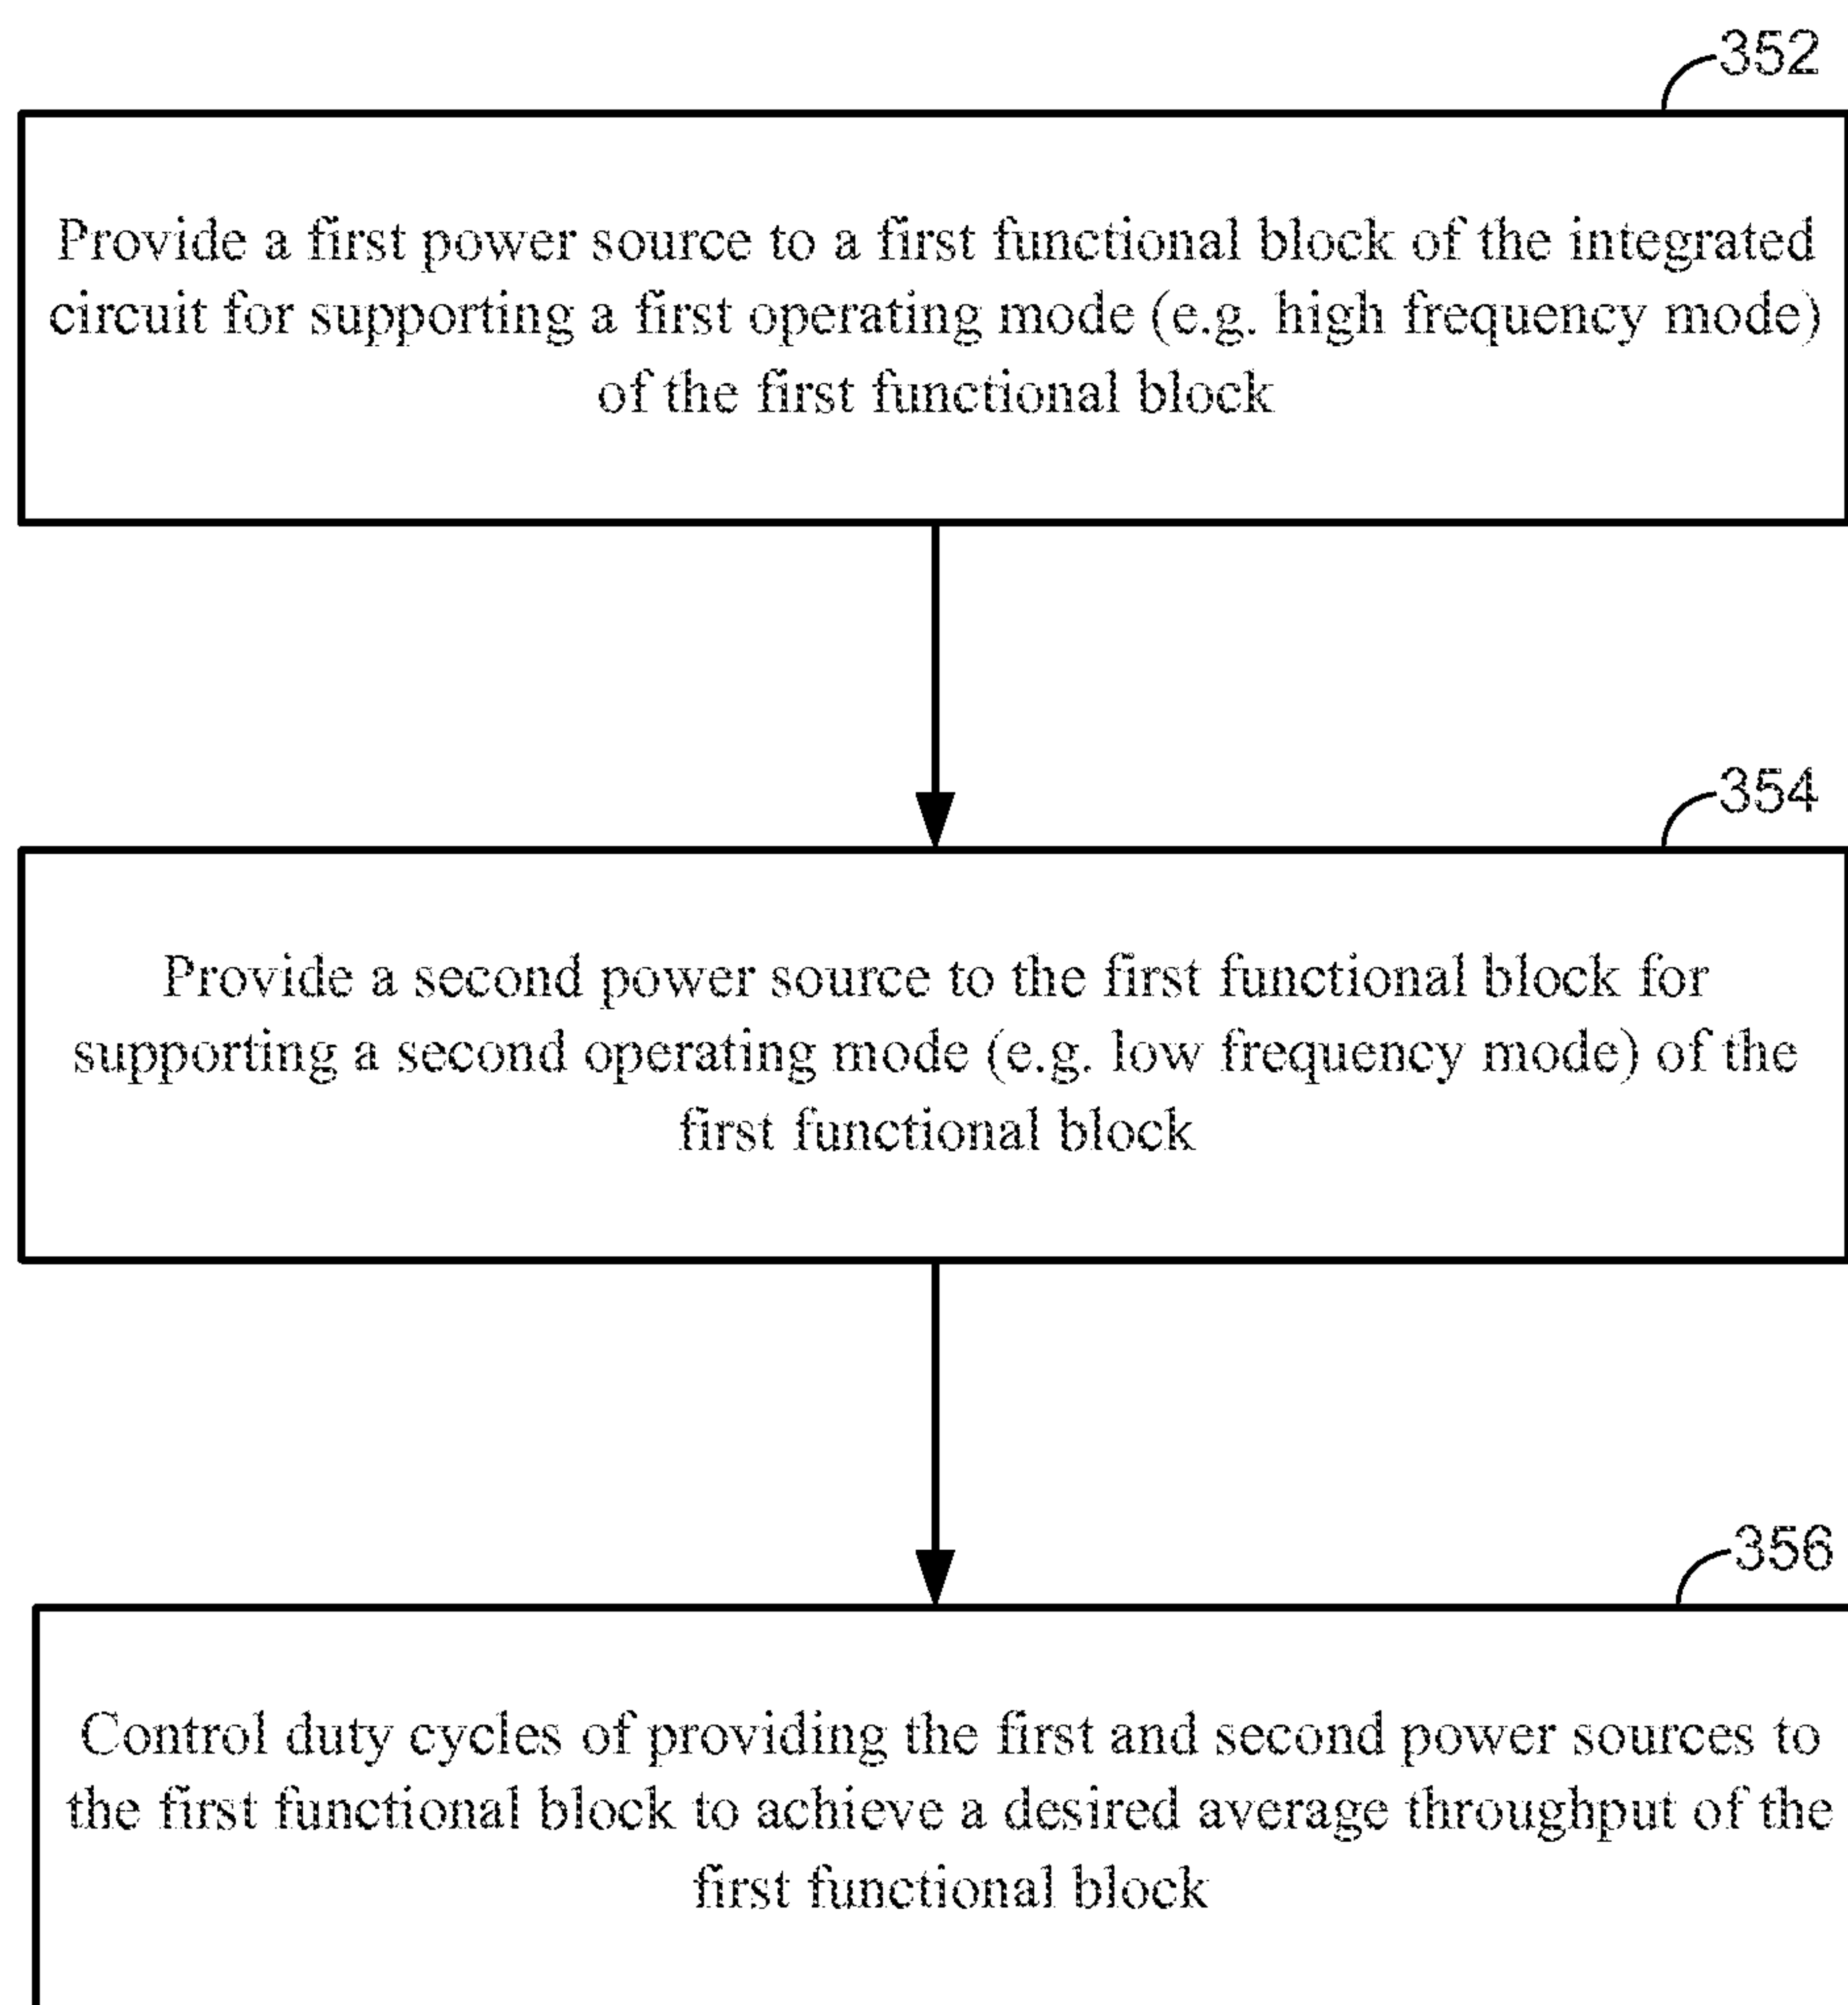 352
Provide a first power source to a first functional block of the integrated
circuit for supporting a first operating mode (e.g. high frequency mode)
of the first functional block
354
Provide a second power source to the first functional block for
supporting a second operating mode (e.g. low frequency mode) of the
first functional block
356
Control duty cycles of providing the first and second power sources to
the first functional block to achieve a desired average throughput of the
first functional block